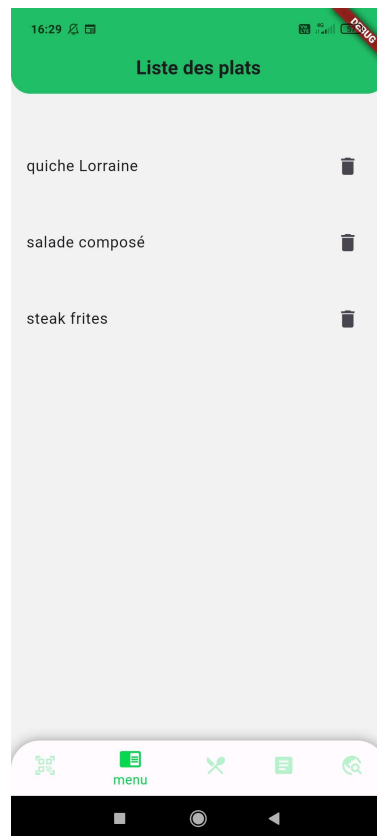 16:29
DEBUG
Liste des plats
quiche Lorraine
salade composé
steak frites
menu